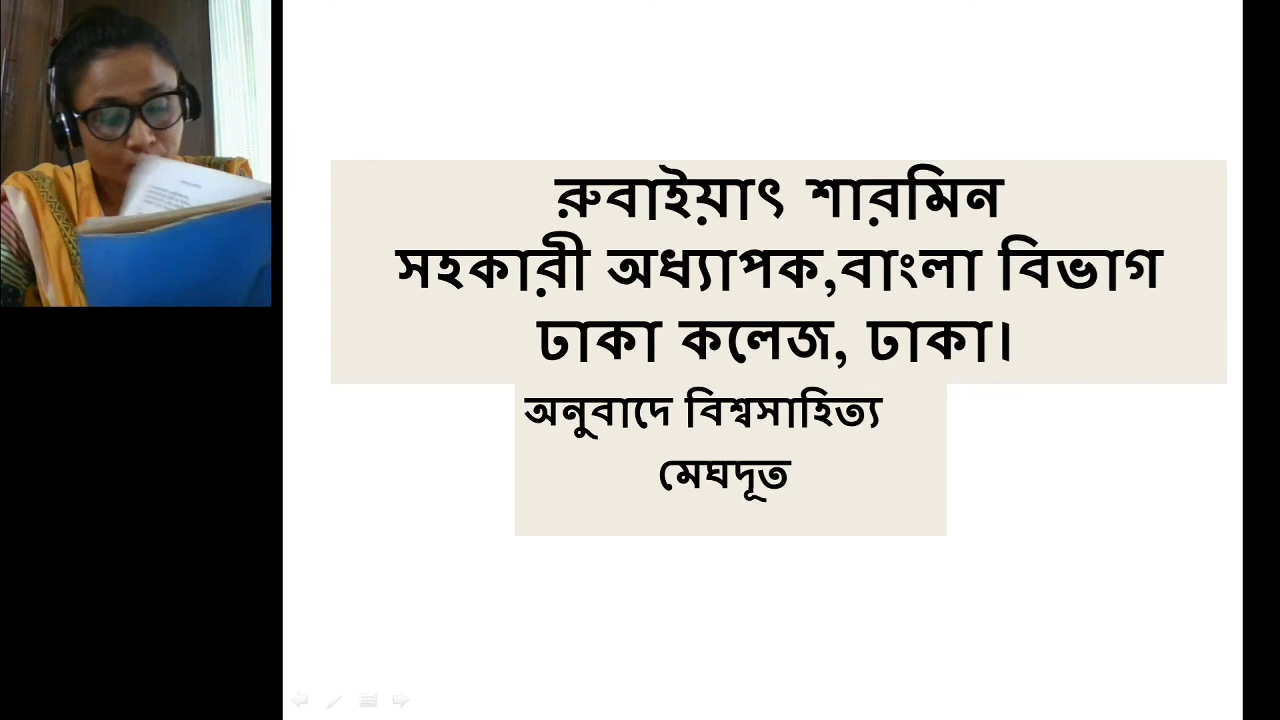 রুবাইয়াৎ শারমিন
সহকারী অধ্যাপক,বাংলা বিভাগ
ঢাকা কলেজ, ঢাকা।
অনুবাদে বিশ্বসাহিত্য
মেঘদূত